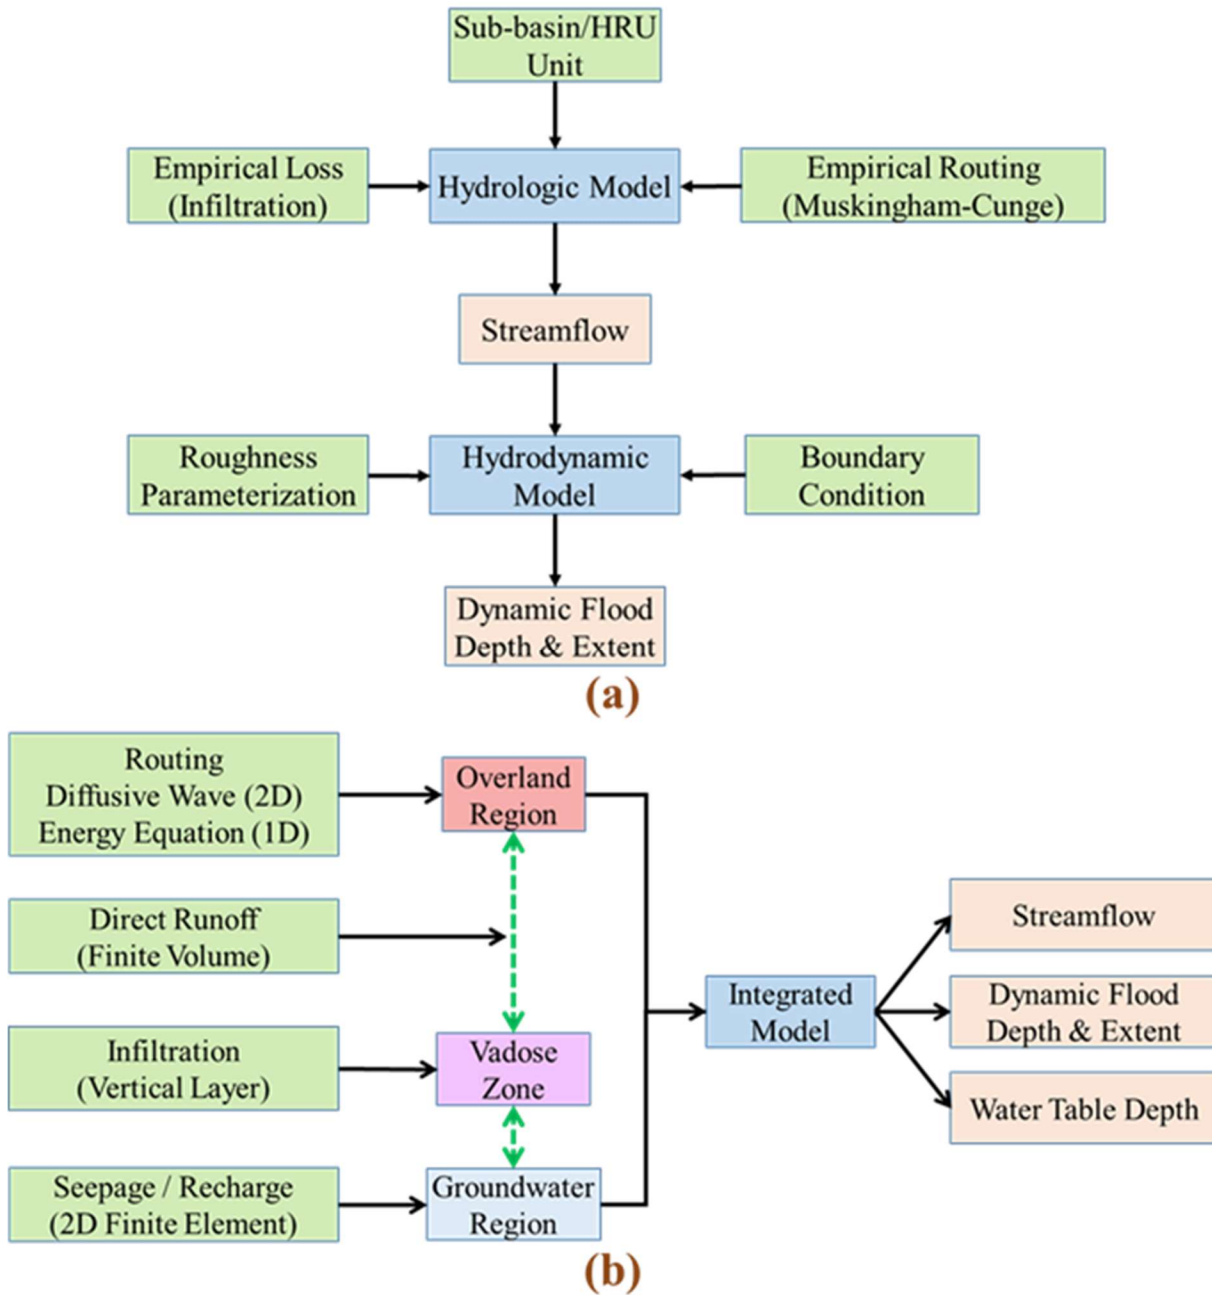 Sub-basin/HRU
Unit
Empirical Loss
(Infiltration)
Hydrologic Model
Empirical Routing
(Muskingham-Cunge)
Streamflow
Roughness
Parameterization
Hydrodynamic
Model
Boundary
Condition
Dynamic Flood
Depth & Extent
(a)
Routing
Diffusive Wave (2D)
Energy Equation (1D)
Overland
Region
Direct Runoff
(Finite Volume)
Infiltration
(Vertical Layer)
Vadose
Zone
Seepage / Recharge
(2D Finite Element)
Groundwater
Region
Integrated
Model
Streamflow
Dynamic Flood
Depth & Extent
Water Table Depth
(b)